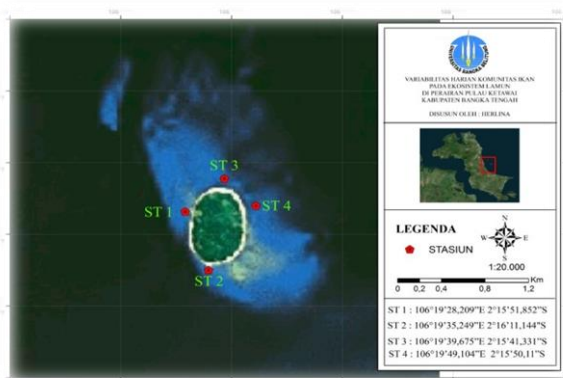 ST 3
ST 4
ST 1
ST 2
UNIVERSITAS BANGKA BELITUNG
VARIABILITAS HARIAN KOMUNITAS IKAN
PADA EKOSISTEM LAMUN
DI PERAIRAN PULAU KETAWAI
KABUPATEN BANGKA TENGAH
DISUSUN OLEH : HERLINA
LEGENDA
STASIUN
N
W E
S
1:20.000
Km
0 0,2 0,4 0,8 1,2
ST 1 : 106°19'28,209"E 2°15'51,852"S
ST 2 : 106°19'35,249"E 2°16'11,144"S
ST 3 : 106°19'39,675"E 2°15'41,331"S
ST 4 : 106°19'49,104"E 2°15'50,11"S